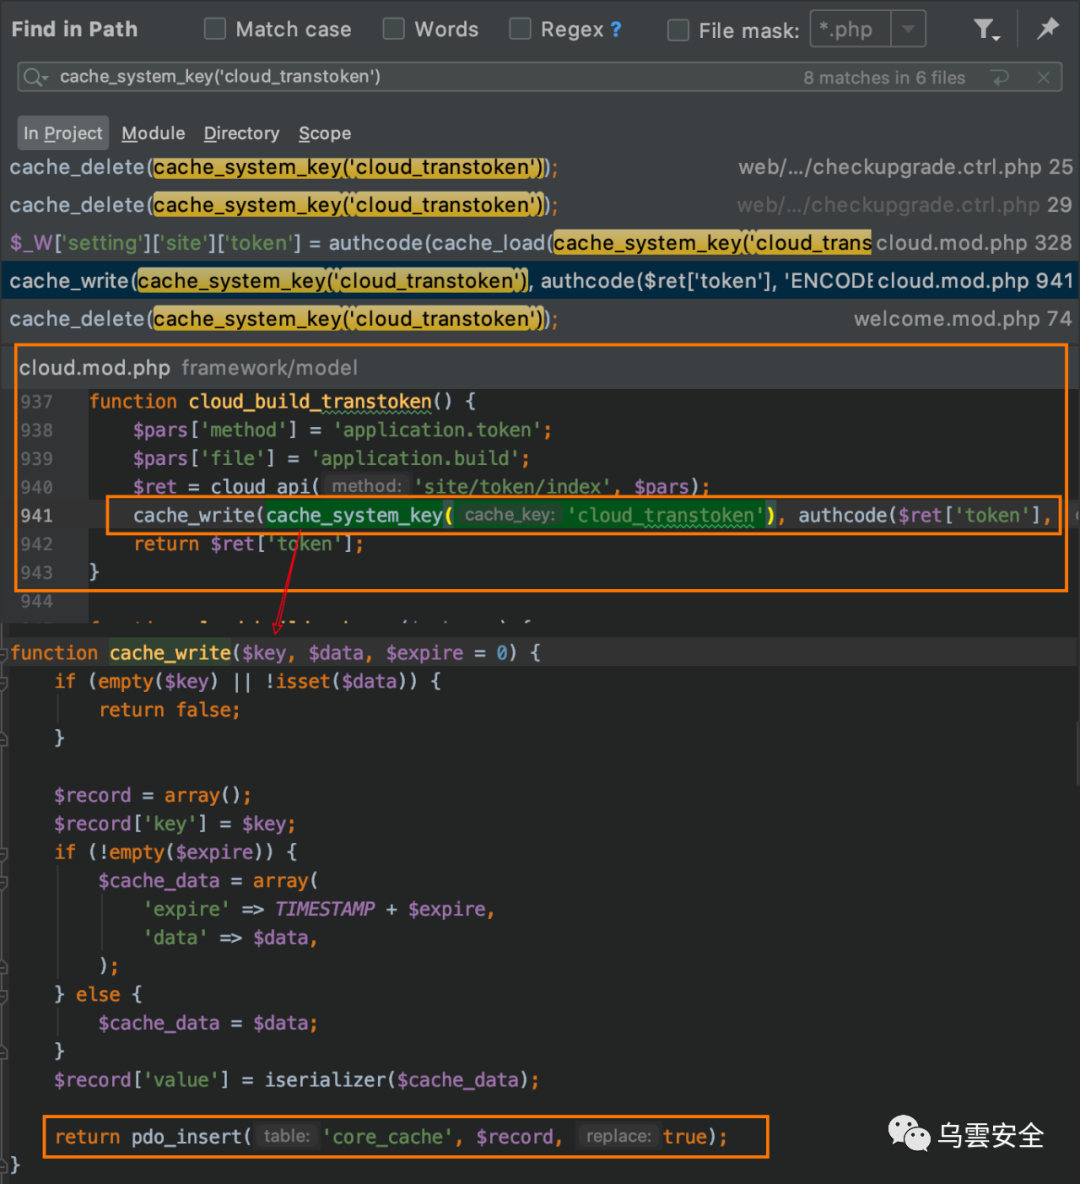 Find in Path Match case Words Regex ? File mask: *.php
cache_system_key('cloud_transtoken') 8 matches in 6 files
In Project Module Directory Scope
cache_delete(cache_system_key('cloud_transtoken')); web/.../checkupgrade.ctrl.php 25
cache_delete(cache_system_key('cloud_transtoken')); web/.../checkupgrade.ctrl.php 29
$_W['setting']['site']['token'] = authcode(cache_load(cache_system_key('cloud_trans cloud.mod.php 328
cache_write(cache_system_key('cloud_transtoken'), authcode($ret['token'], 'ENCODE cloud.mod.php 941
cache_delete(cache_system_key('cloud_transtoken')); welcome.mod.php 74
cloud.mod.php framework/model
937 function cloud_build_transtoken() {
938 $pars['method'] = 'application.token';
939 $pars['file'] = 'application.build';
940 $ret = cloud_api( method: 'site/token/index', $pars);
941 cache_write(cache_system_key( cache_key: 'cloud_transtoken'), authcode($ret['token'],
942 return $ret['token'];
943 }
944
function cache_write($key, $data, $expire = 0) {
if (empty($key) || !isset($data)) {
return false;
}
$record = array();
$record['key'] = $key;
if (!empty($expire)) {
$cache_data = array(
'expire' => TIMESTAMP + $expire,
'data' => $data,
);
} else {
$cache_data = $data;
}
$record['value'] = iserializer($cache_data);
return pdo_insert( table: 'core_cache', $record, replace: true);
}
乌雲安全